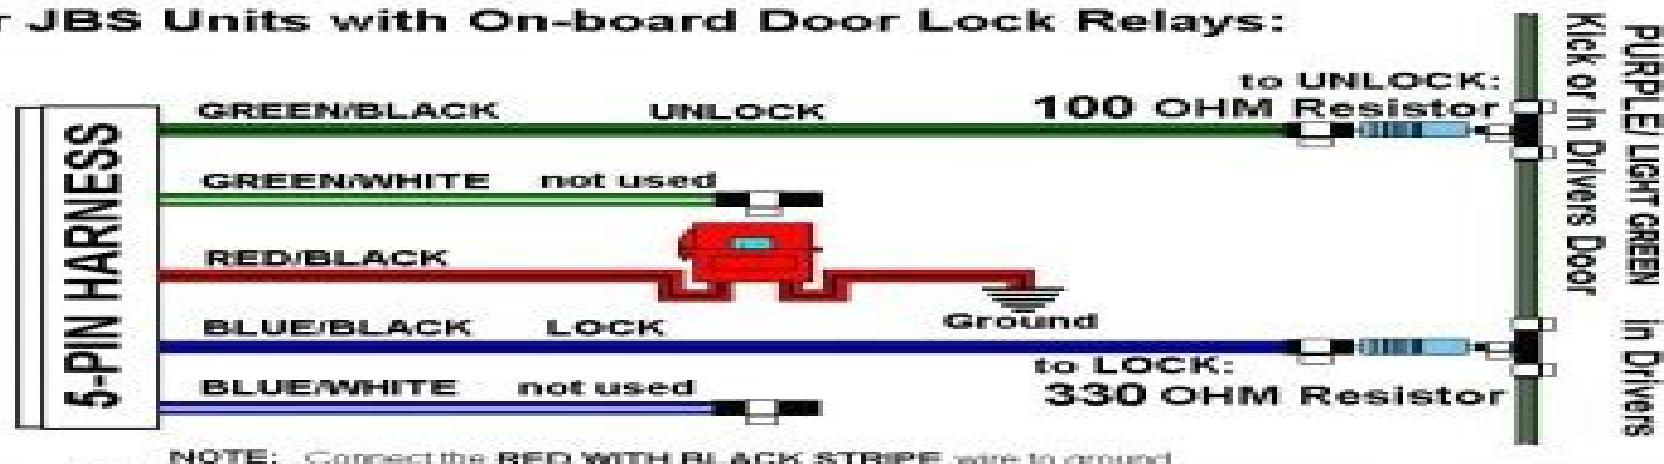 r JBS Units with On-board Door Lock Relays:
to UNLOCK:
GREEN/BLACK UNLOCK 100 OHM Resistor
GREEN/WHITE not used
RED/BLACK
Ground
BLUE/BLACK LOCK
to LOCK:
BLUE/WHITE not used 330 OHM Resistor
5-PIN HARNESS
NOTE: Connect the RED WITH BLACK STRIPE wire to ground
PURPLE/ LIGHT GREEN in Drivers
Kick or In Drivers Door